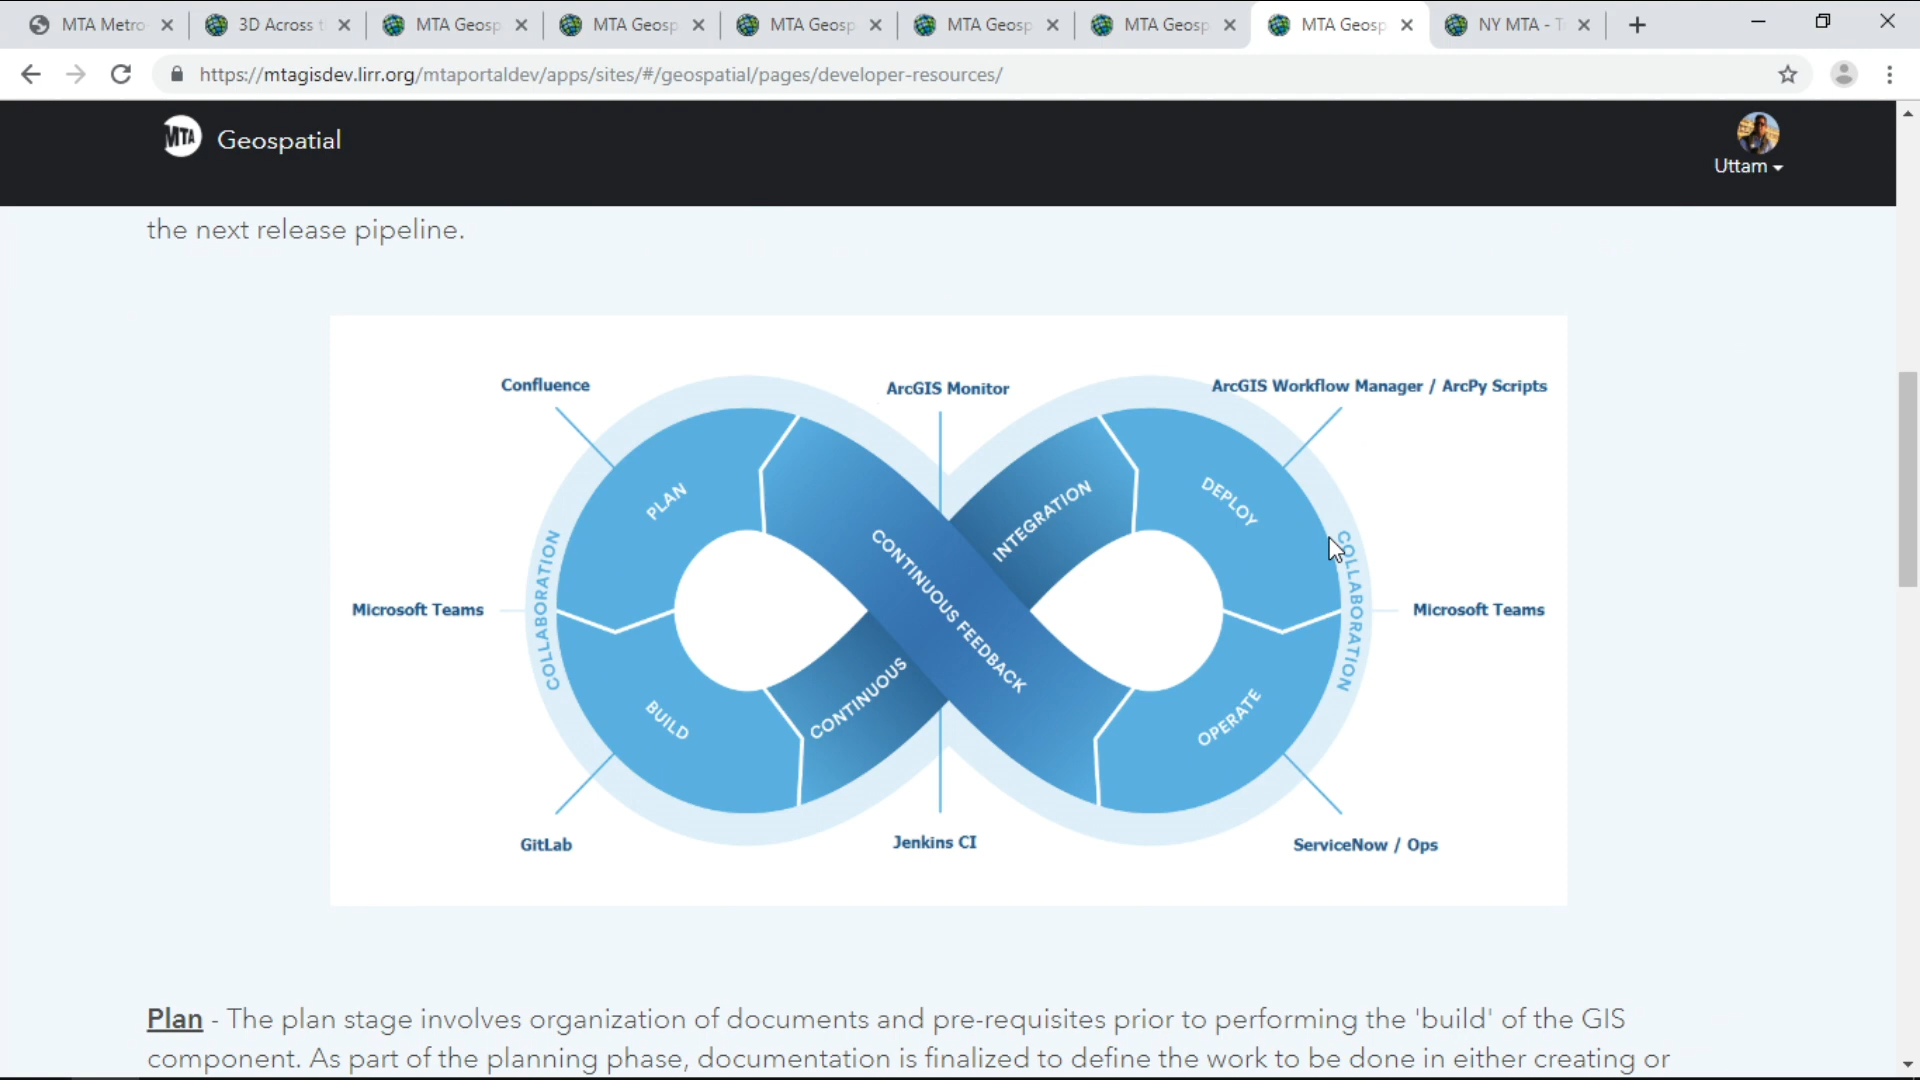 MTA Metro
3D Across t
MTA Geosp
MTA Geosp
MTA Geosp
MTA Geosp
MTA Geosp
MTA Geosp
NY MTA - T
https://mtagisdev.lirr.org/mtaportaldev/apps/sites/#/geospatial/pages/developer-resources/
MTA
Geospatial
Uttam
the next release pipeline.
Confluence
ArcGIS Monitor
ArcGIS Workflow Manager / ArcPy Scripts
PLAN
INTEGRATION
DEPLOY
COLLABORATION
CONTINUOUS FEEDBACK
COLLABORATION
Microsoft Teams
Microsoft Teams
BUILD
CONTINUOUS
OPERATE
GitLab
Jenkins CI
ServiceNow / Ops
Plan - The plan stage involves organization of documents and pre-requisites prior to performing the 'build' of the GIS
component. As part of the planning phase, documentation is finalized to define the work to be done in either creating or